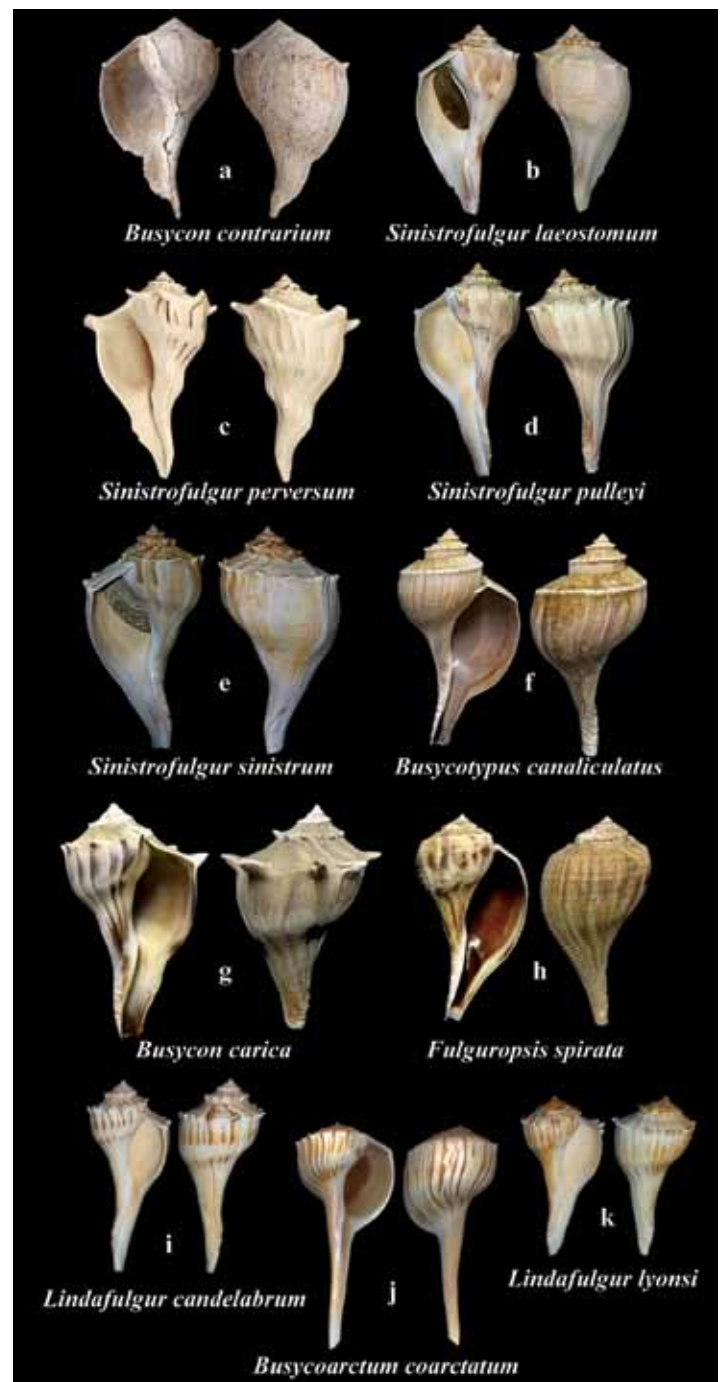 a
b
Busycon contrarium
Sinistrofulgur laeostomum
c
d
Sinistrofulgur perversum
Sinistrofulgur pulleyi
e
f
Sinistrofulgur sinistrum
Busycotypus canaliculatus
g
h
Busycon carica
Fulguropsis spirata
i
j
k
Lindafulgur candelabrum
Lindafulgur lyonsi
Busycoarctum coarctatum